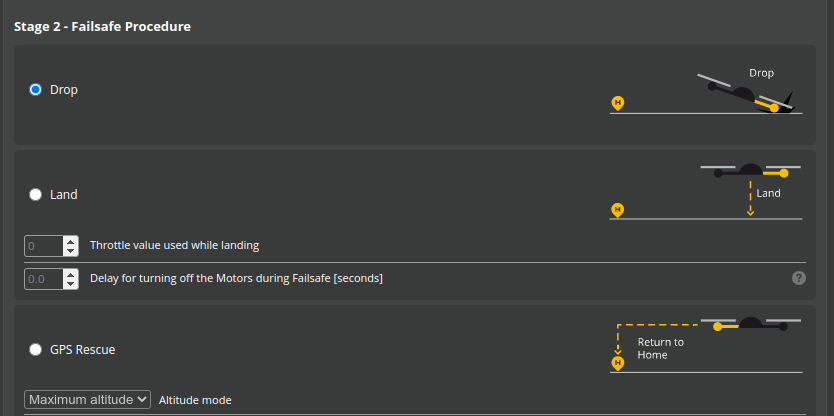 Stage 2 - Failsafe Procedure
Drop
Drop
H
Land
Land
H
0
Throttle value used while landing
0.0
Delay for turning off the Motors during Failsafe [seconds]
?
GPS Rescue
Return to
Home
H
Maximum altitude
Altitude mode